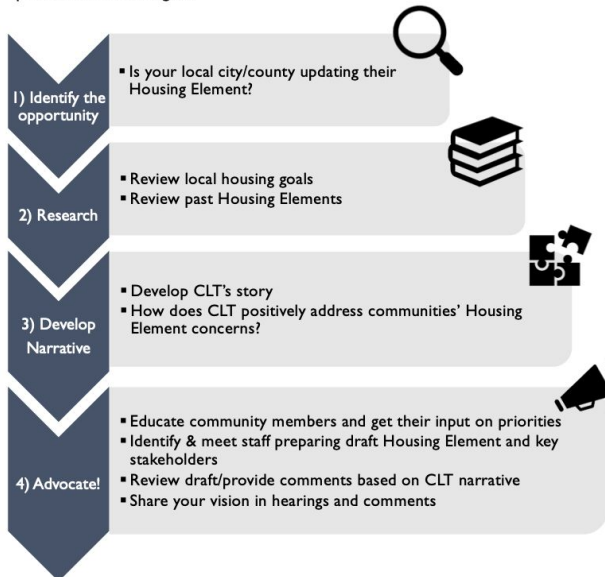 1) Identify the
opportunity
▪ Is your local city/county updating their
Housing Element?
2) Research
▪ Review local housing goals
▪ Review past Housing Elements
3) Develop
Narrative
▪ Develop CLT’s story
▪ How does CLT positively address communities’ Housing
Element concerns?
4) Advocate!
▪ Educate community members and get their input on priorities
▪ Identify & meet staff preparing draft Housing Element and key
stakeholders
▪ Review draft/provide comments based on CLT narrative
▪ Share your vision in hearings and comments